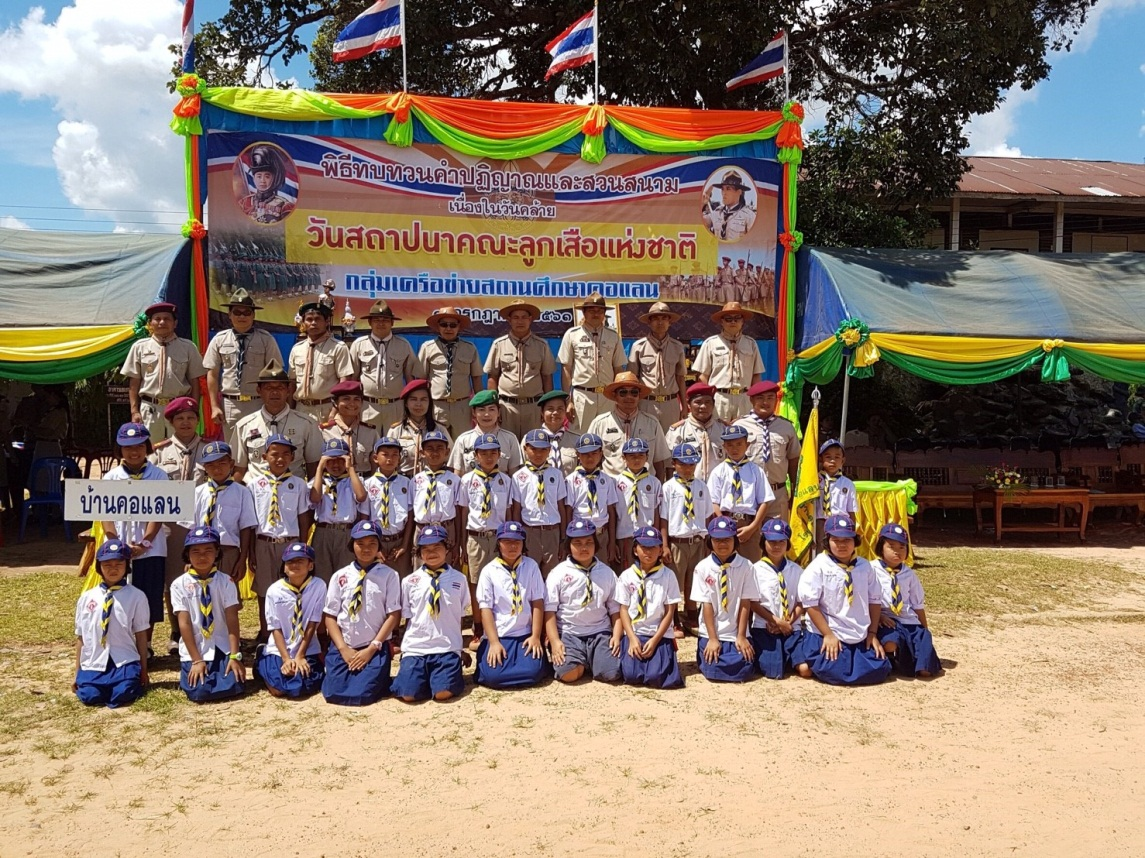 พิธีทบทวนคำปฏิญาณและสวนสนาม
เนื่องในวันคล้าย
วันสถาปนาคณะลูกเสือแห่งชาติ
กลุ่มเครือข่ายสถานศึกษาคอแลน
๒๕๖๑
บ้านคอแลน